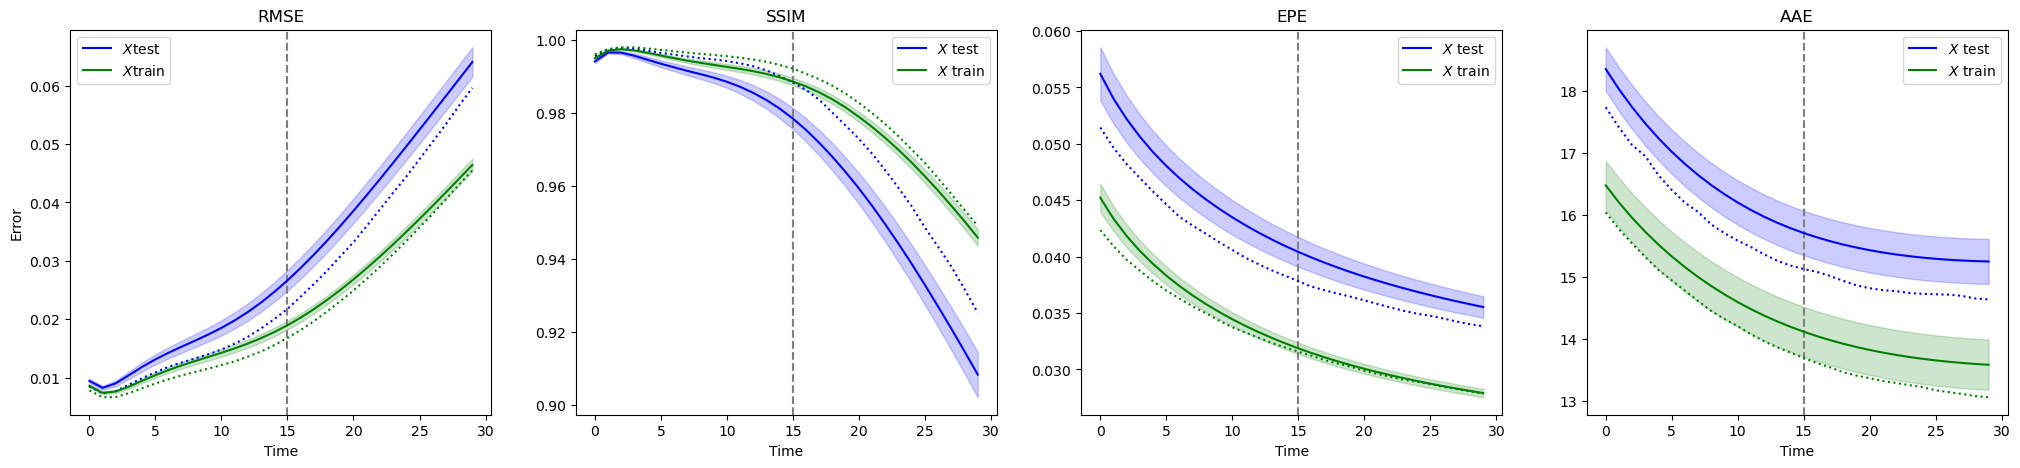 RMSE
Error
0.06
0.05
0.04
0.03
0.02
0.01
Xtest
Xtrain
0 5 10 15 20 25 30
Time
SSIM
1.00
0.98
0.96
0.94
0.92
0.90
X test
X train
0 5 10 15 20 25 30
Time
EPE
0.060
0.055
0.050
0.045
0.040
0.035
0.030
X test
X train
0 5 10 15 20 25 30
Time
AAE
18
17
16
15
14
13
X test
X train
0 5 10 15 20 25 30
Time